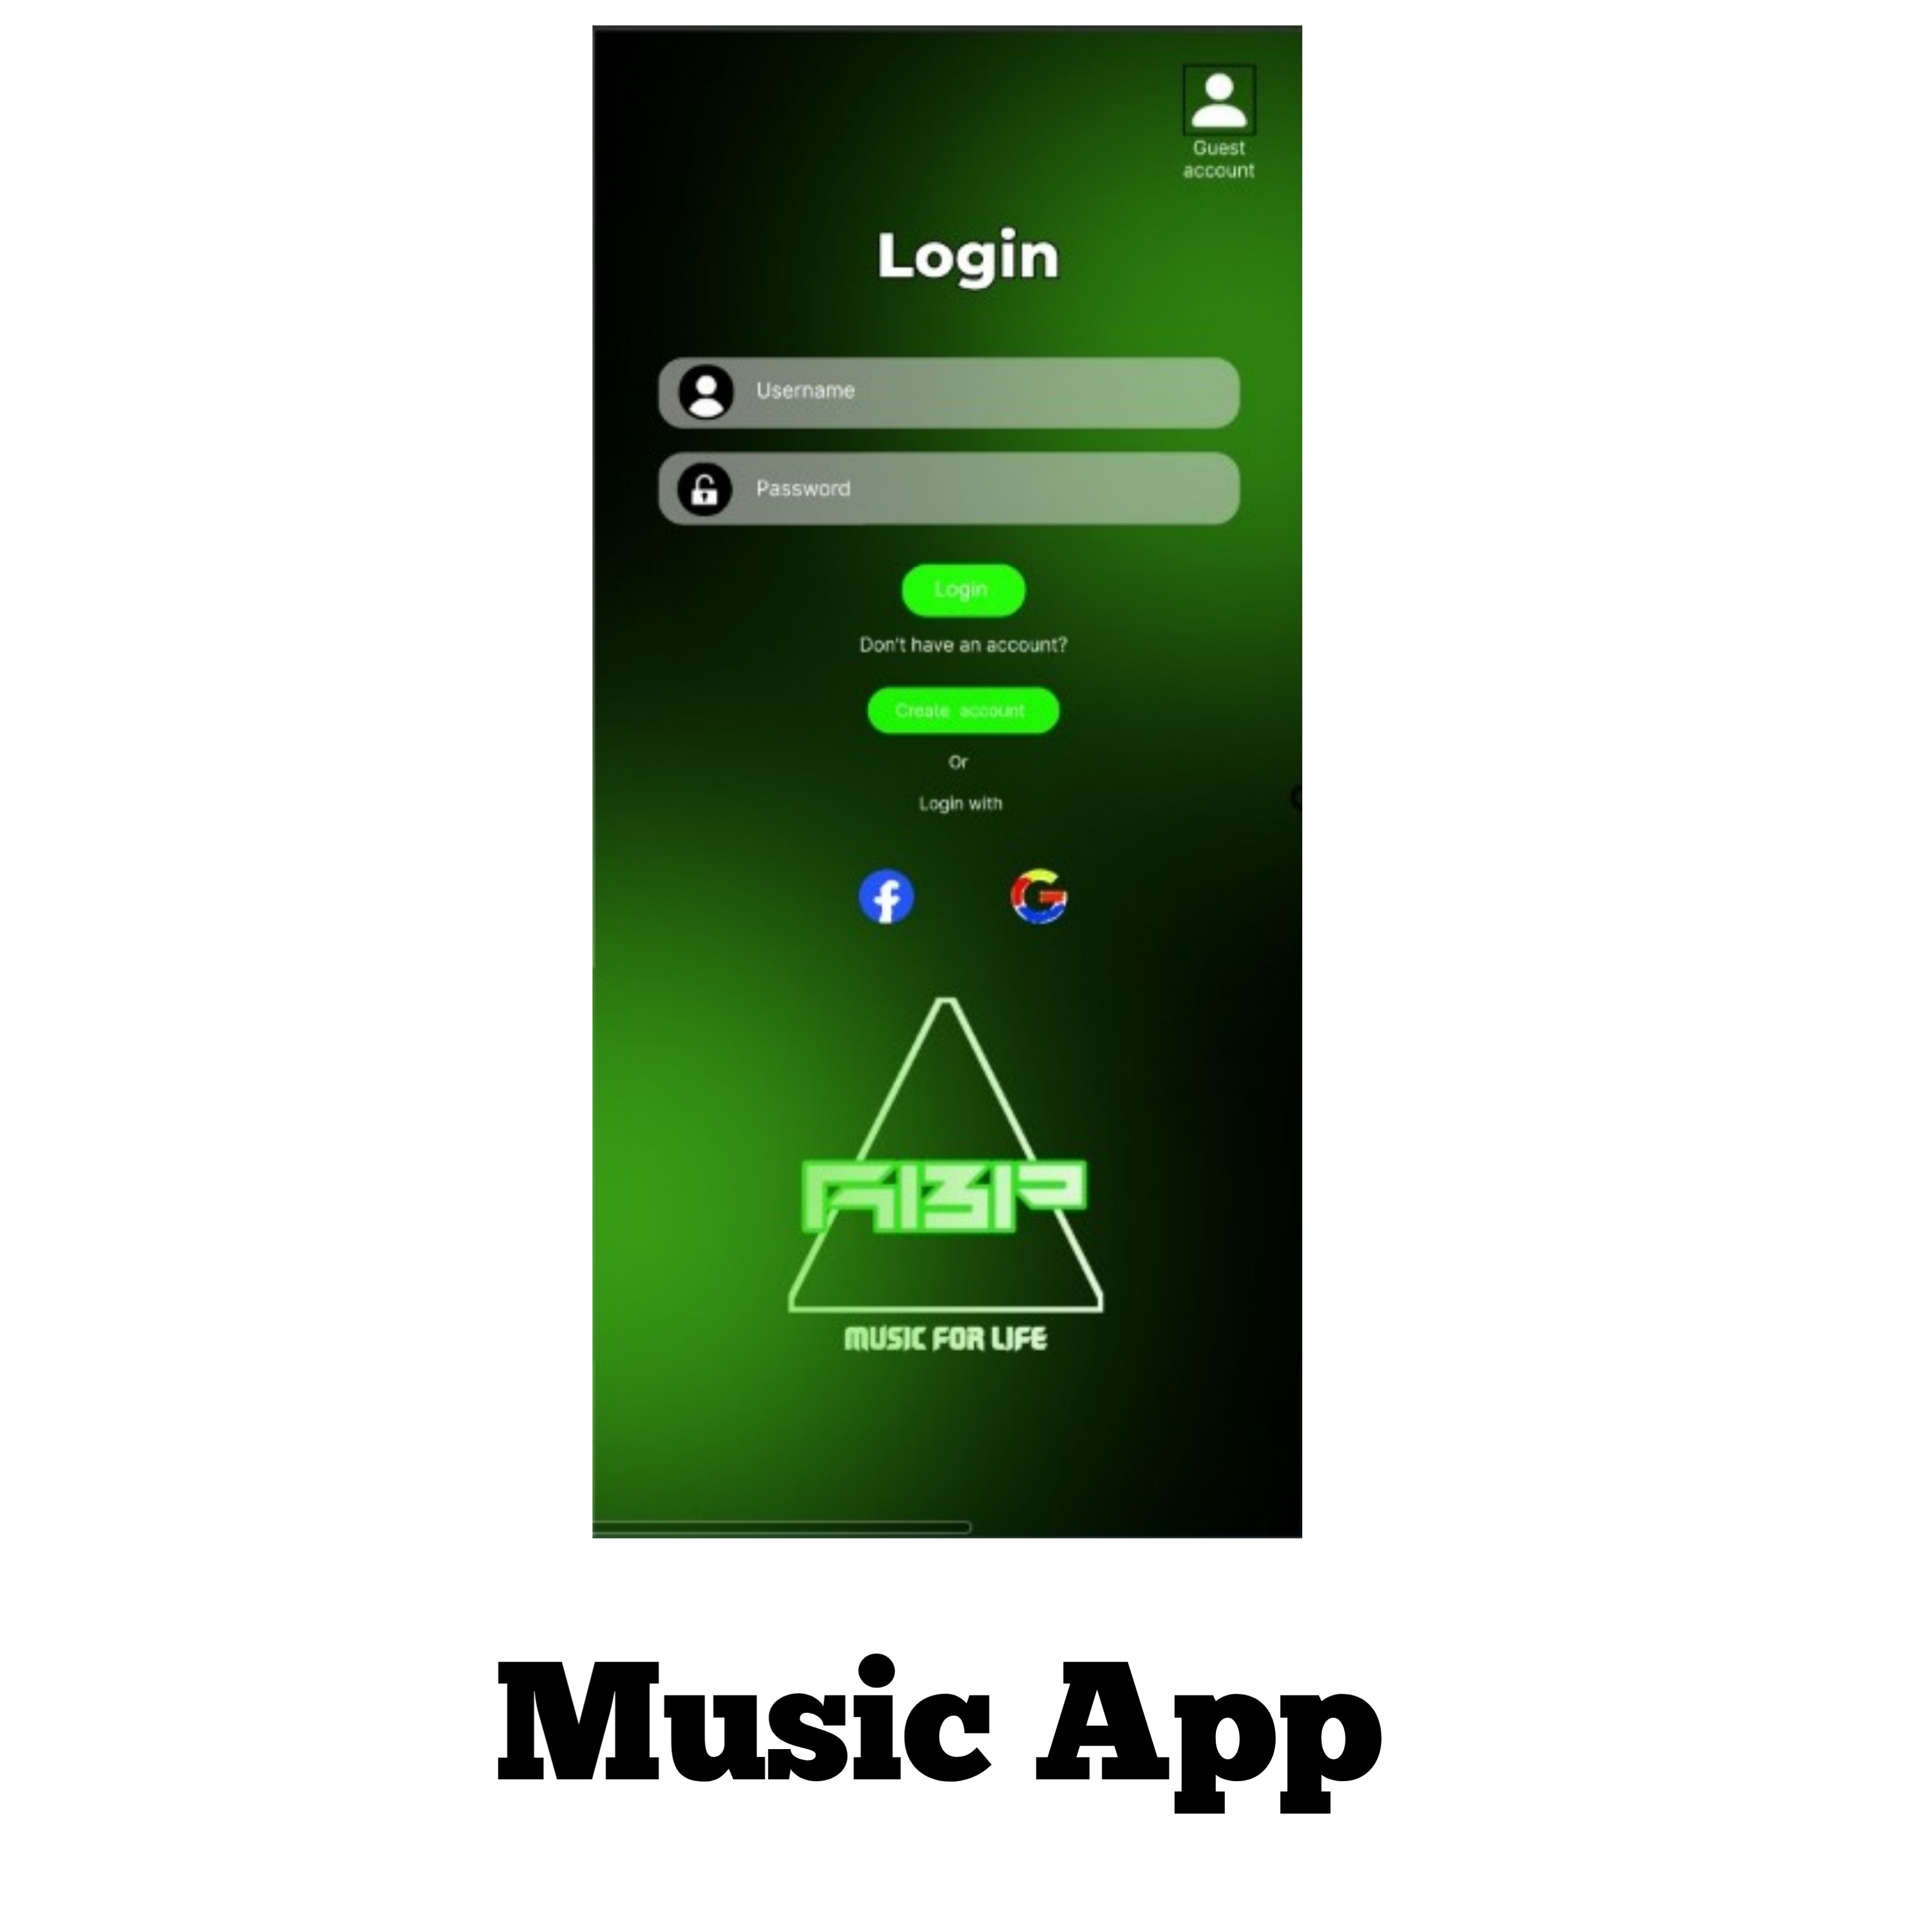 Guest
account
Login
Username
Password
Login
Don't have an account?
Create account
Or
Login with
MUSIC FOR LIFE
Music App